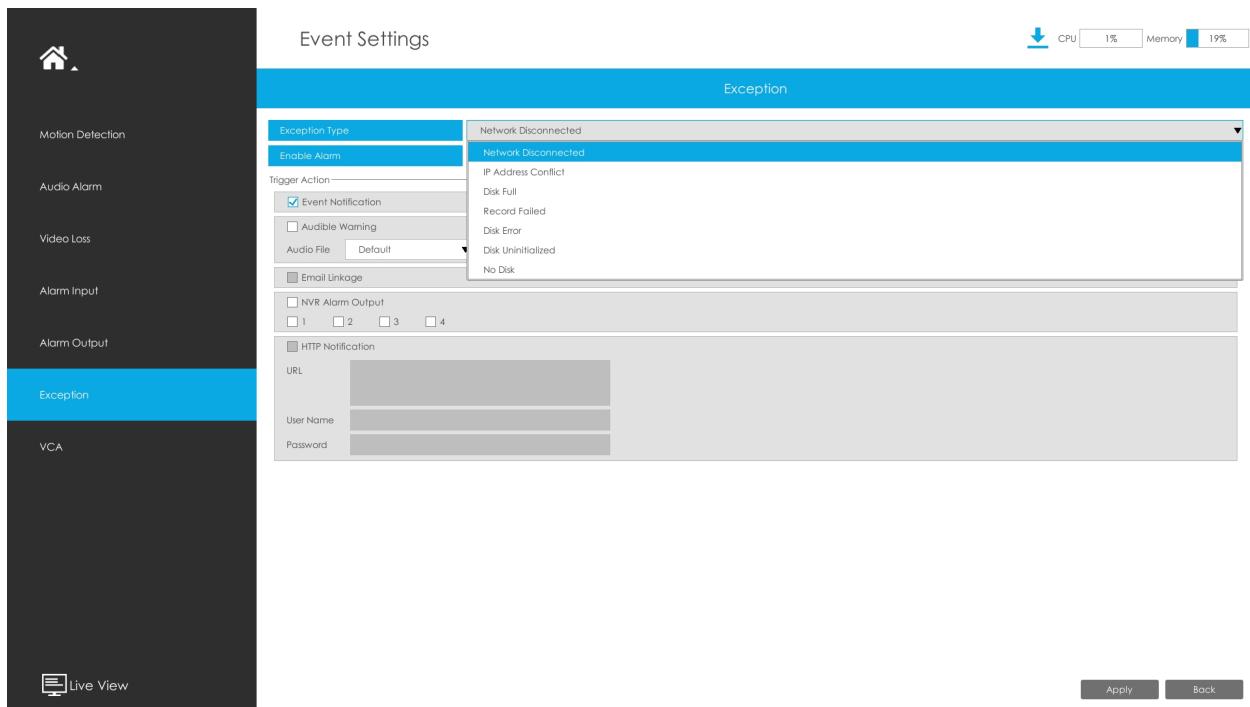 Event Settings
CPU 1% Memory 19%
Exception
Motion Detection
Audio Alarm
Video Loss
Alarm Input
Alarm Output
Exception
VCA
Live View
Exception Type Network Disconnected
Enable Alarm
Network Disconnected
IP Address Conflict
Disk Full
Record Failed
Disk Error
Disk Uninitialized
No Disk
Trigger Action
Event Notification
Audible Warning
Audio File Default
Email Linkage
NVR Alarm Output
1 2 3 4
HTTP Notification
URL
User Name
Password
Apply Back